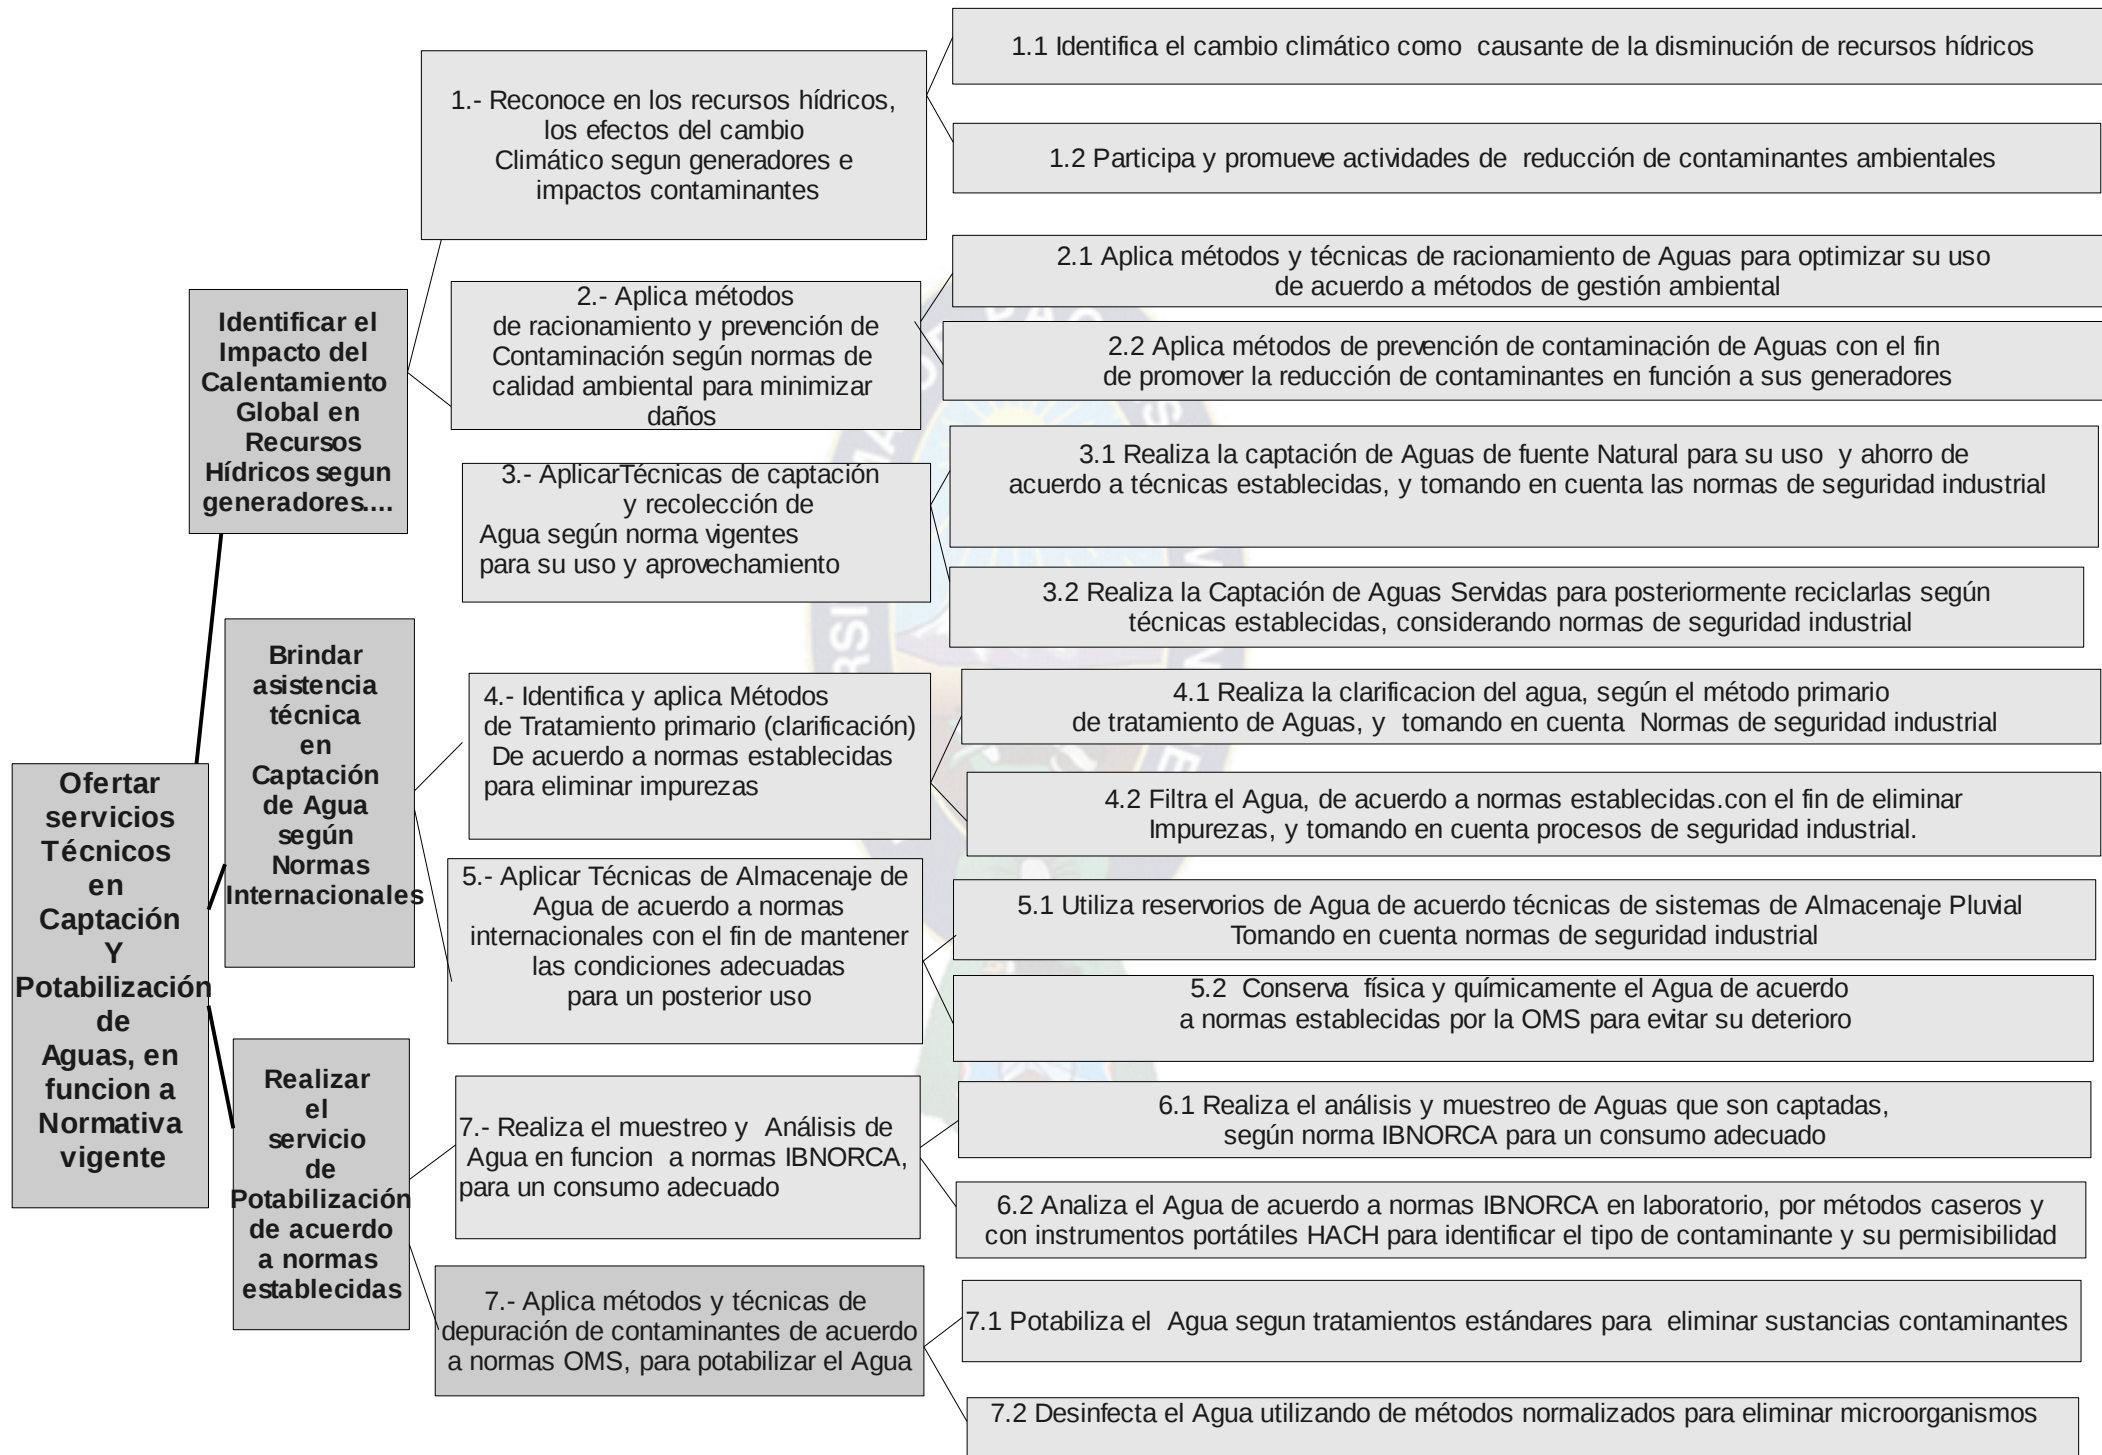 Ofertar
servicios
Técnicos
en
Captación
Y
Potabilización
de
Aguas, en
funcion a
Normativa
vigente
Identificar el
Impacto del
Calentamiento
Global en
Recursos
Hídricos segun
generadores....
Brindar
asistencia
técnica
en
Captación
de Agua
según
Normas
Internacionales
Realizar
el
servicio
de
Potabilización
de acuerdo
a normas
establecidas
1.- Reconoce en los recursos hídricos,
los efectos del cambio
Climático segun generadores e
impactos contaminantes
2.- Aplica métodos
de racionamiento y prevención de
Contaminación según normas de
calidad ambiental para minimizar
daños
3.- AplicarTécnicas de captación
y recolección de
Agua según norma vigentes
para su uso y aprovechamiento
4.- Identifica y aplica Métodos
de Tratamiento primario (clarificación)
De acuerdo a normas establecidas
para eliminar impurezas
5.- Aplicar Técnicas de Almacenaje de
Agua de acuerdo a normas
internacionales con el fin de mantener
las condiciones adecuadas
para un posterior uso
7.- Realiza el muestreo y Análisis de
Agua en funcion a normas IBNORCA,
para un consumo adecuado
7.- Aplica métodos y técnicas de
depuración de contaminantes de acuerdo
a normas OMS, para potabilizar el Agua
1.1 Identifica el cambio climático como causante de la disminución de recursos hídricos
1.2 Participa y promueve actividades de reducción de contaminantes ambientales
2.1 Aplica métodos y técnicas de racionamiento de Aguas para optimizar su uso
de acuerdo a métodos de gestión ambiental
2.2 Aplica métodos de prevención de contaminación de Aguas con el fin
de promover la reducción de contaminantes en función a sus generadores
3.1 Realiza la captación de Aguas de fuente Natural para su uso y ahorro de
acuerdo a técnicas establecidas, y tomando en cuenta las normas de seguridad industrial
3.2 Realiza la Captación de Aguas Servidas para posteriormente reciclarlas según
técnicas establecidas, considerando normas de seguridad industrial
4.1 Realiza la clarificacion del agua, según el método primario
de tratamiento de Aguas, y tomando en cuenta Normas de seguridad industrial
4.2 Filtra el Agua, de acuerdo a normas establecidas.con el fin de eliminar
Impurezas, y tomando en cuenta procesos de seguridad industrial.
5.1 Utiliza reservorios de Agua de acuerdo técnicas de sistemas de Almacenaje Pluvial
Tomando en cuenta normas de seguridad industrial
5.2 Conserva física y químicamente el Agua de acuerdo
a normas establecidas por la OMS para evitar su deterioro
6.1 Realiza el análisis y muestreo de Aguas que son captadas,
según norma IBNORCA para un consumo adecuado
6.2 Analiza el Agua de acuerdo a normas IBNORCA en laboratorio, por métodos caseros y
con instrumentos portátiles HACH para identificar el tipo de contaminante y su permisibilidad
7.1 Potabiliza el Agua segun tratamientos estándares para eliminar sustancias contaminantes
7.2 Desinfecta el Agua utilizando de métodos normalizados para eliminar microorganismos